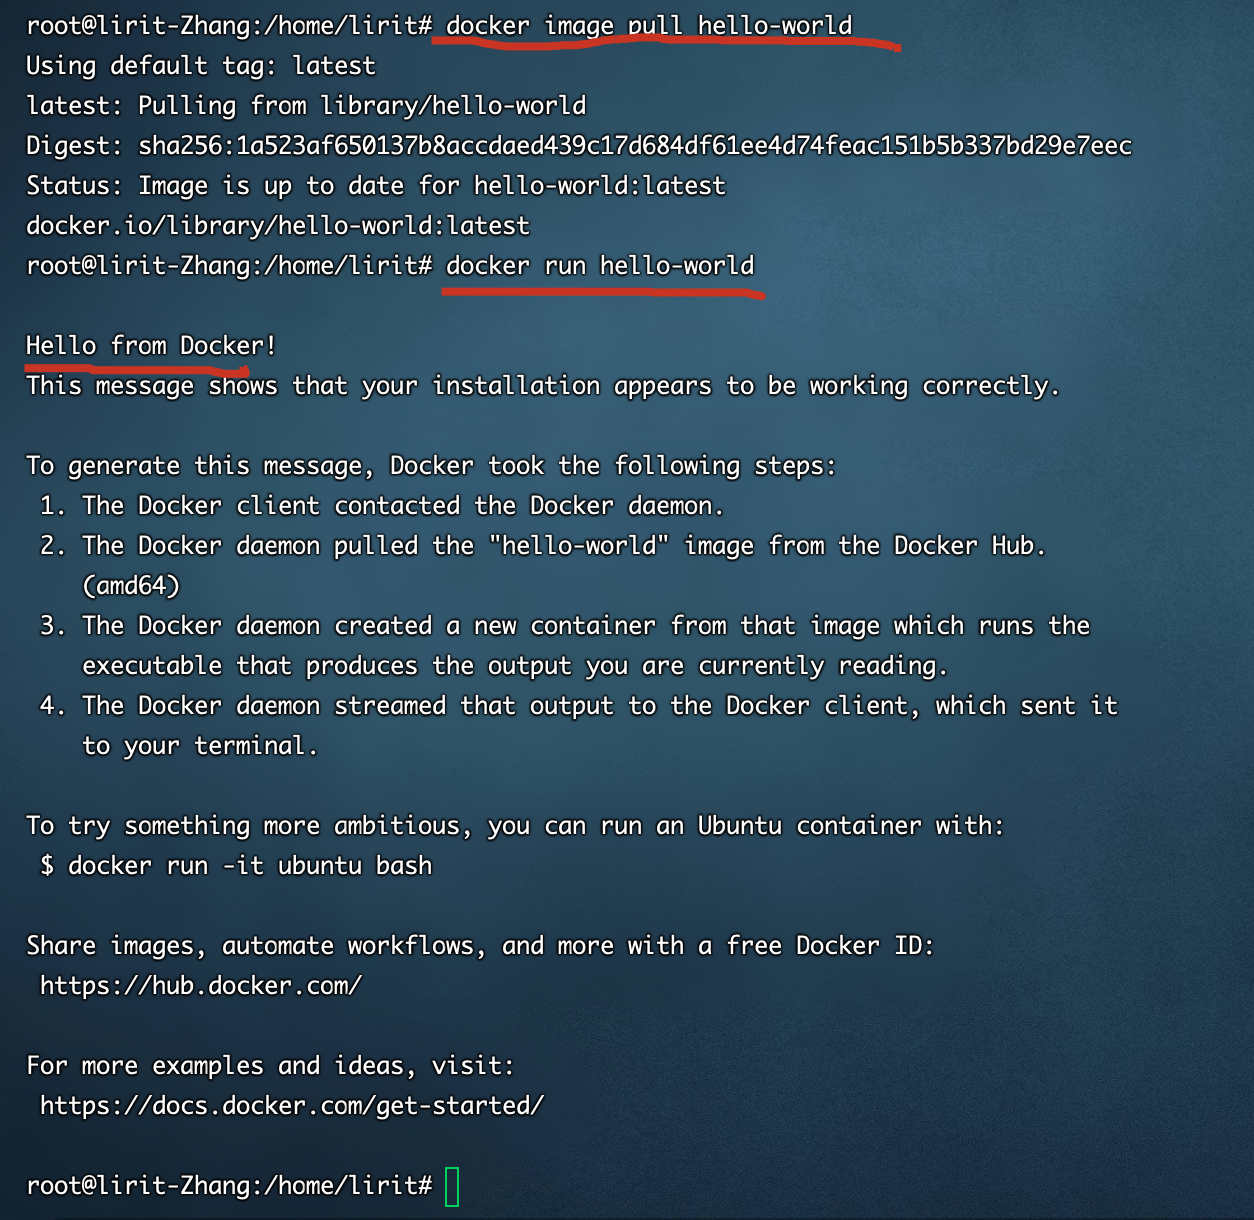 root@lirit-Zhang:/home/lirit# docker image pull hello-world
Using default tag: latest
latest: Pulling from library/hello-world
Digest: sha256:1a523af650137b8accdaed439c17d684df61ee4d74feac151b5b337bd29e7eec
Status: Image is up to date for hello-world:latest
docker.io/library/hello-world:latest
root@lirit-Zhang:/home/lirit# docker run hello-world
Hello from Docker!
This message shows that your installation appears to be working correctly.
To generate this message, Docker took the following steps:
1. The Docker client contacted the Docker daemon.
2. The Docker daemon pulled the "hello-world" image from the Docker Hub.
(amd64)
3. The Docker daemon created a new container from that image which runs the
executable that produces the output you are currently reading.
4. The Docker daemon streamed that output to the Docker client, which sent it
to your terminal.
To try something more ambitious, you can run an Ubuntu container with:
$ docker run -it ubuntu bash
Share images, automate workflows, and more with a free Docker ID:
https://hub.docker.com/
For more examples and ideas, visit:
https://docs.docker.com/get-started/
root@lirit-Zhang:/home/lirit#